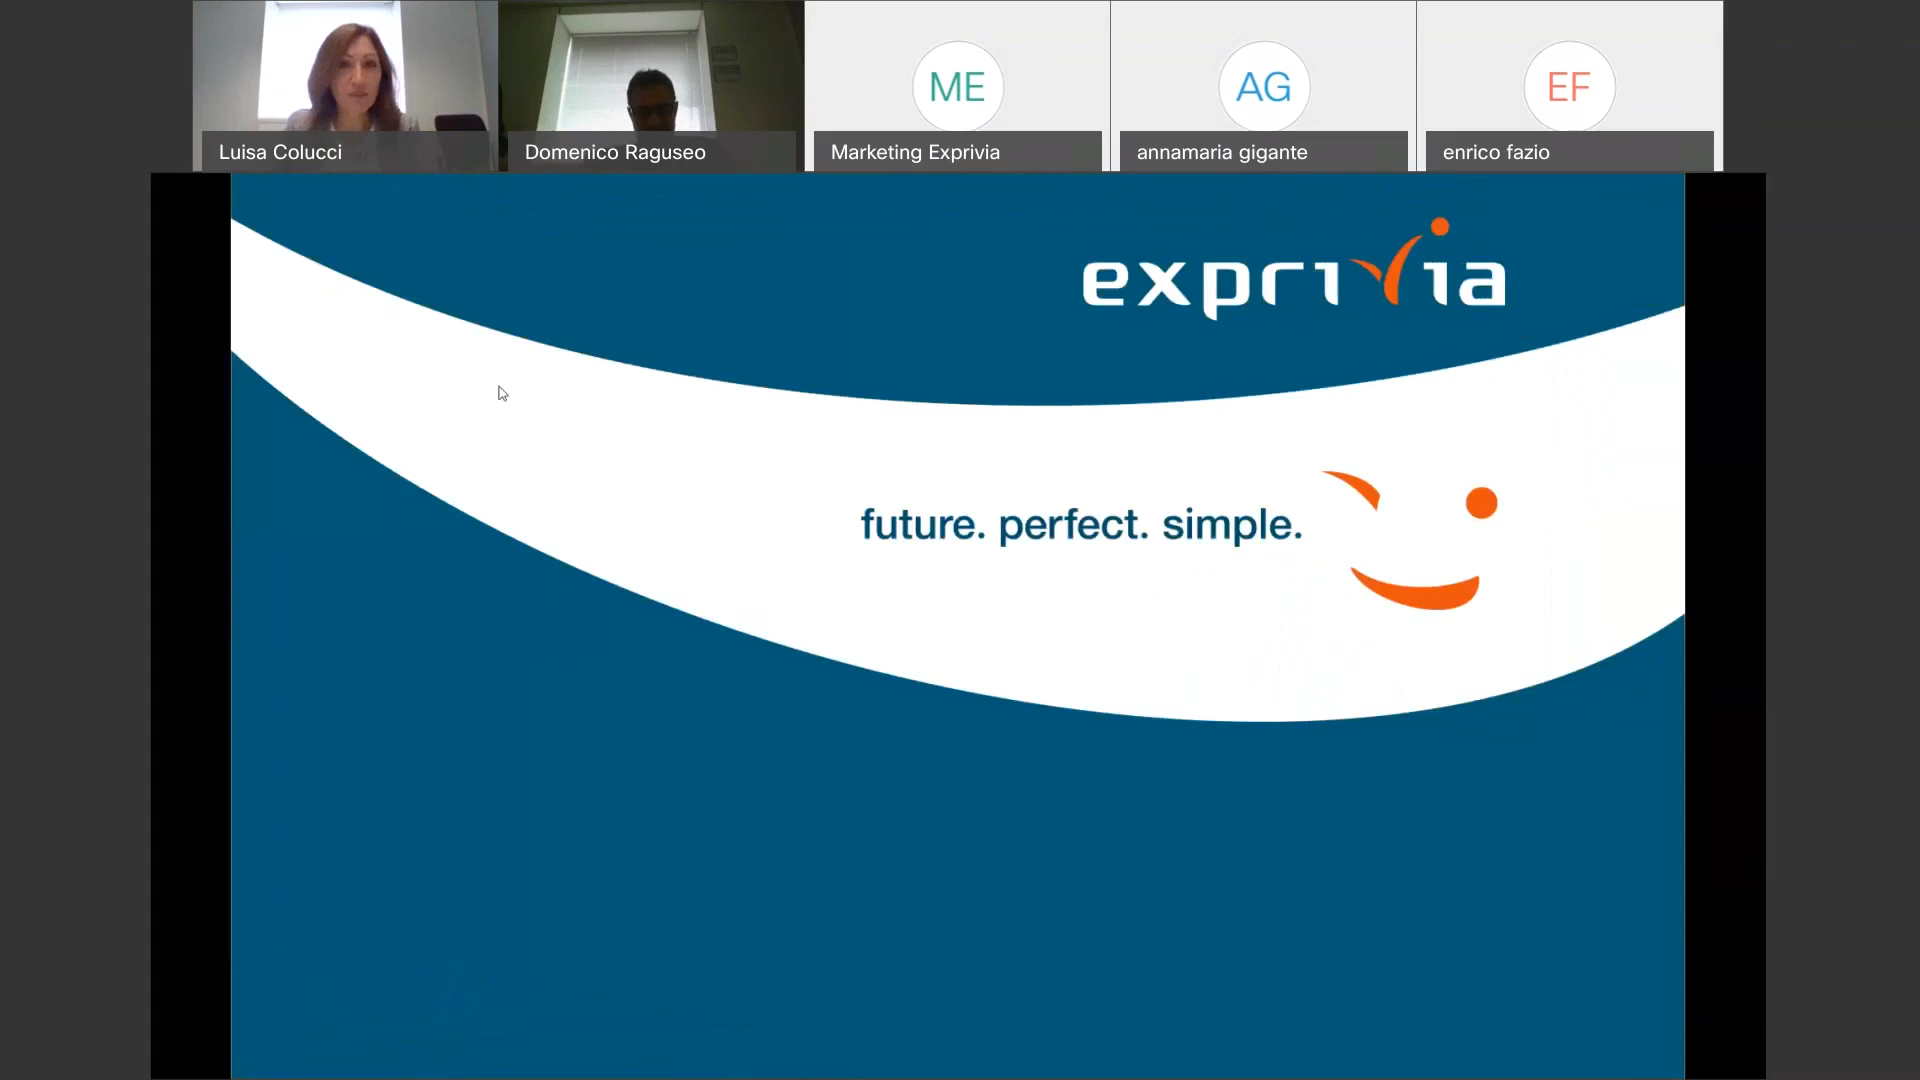 Luisa Colucci
Domenico Raguseo
ME
Marketing Exprivia
AG
annamaria gigante
EF
enrico fazio
exprivia
future. perfect. simple.